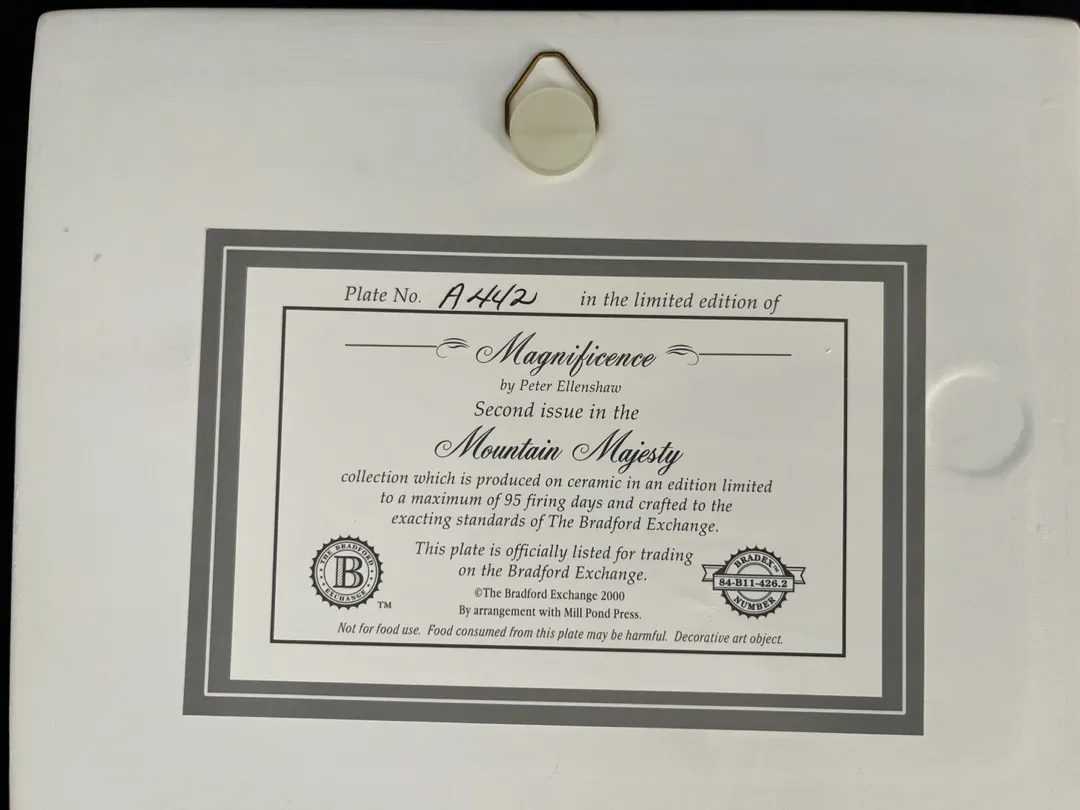 Plate No. A442 in the limited edition of
Magnificence
by Peter Ellenshaw
Second issue in the
Mountain Majesty
collection which is produced on ceramic in an edition limited
to a maximum of 95 firing days and crafted to the
exacting standards of The Bradford Exchange.
This plate is officially listed for trading
on the Bradford Exchange.
©The Bradford Exchange 2000
By arrangement with Mill Pond Press.
THE BRADFORD
B
EXCHANGE
TM
BRADEX™
84-B11-426.2
NUMBER
Not for food use. Food consumed from this plate may be harmful. Decorative art object.